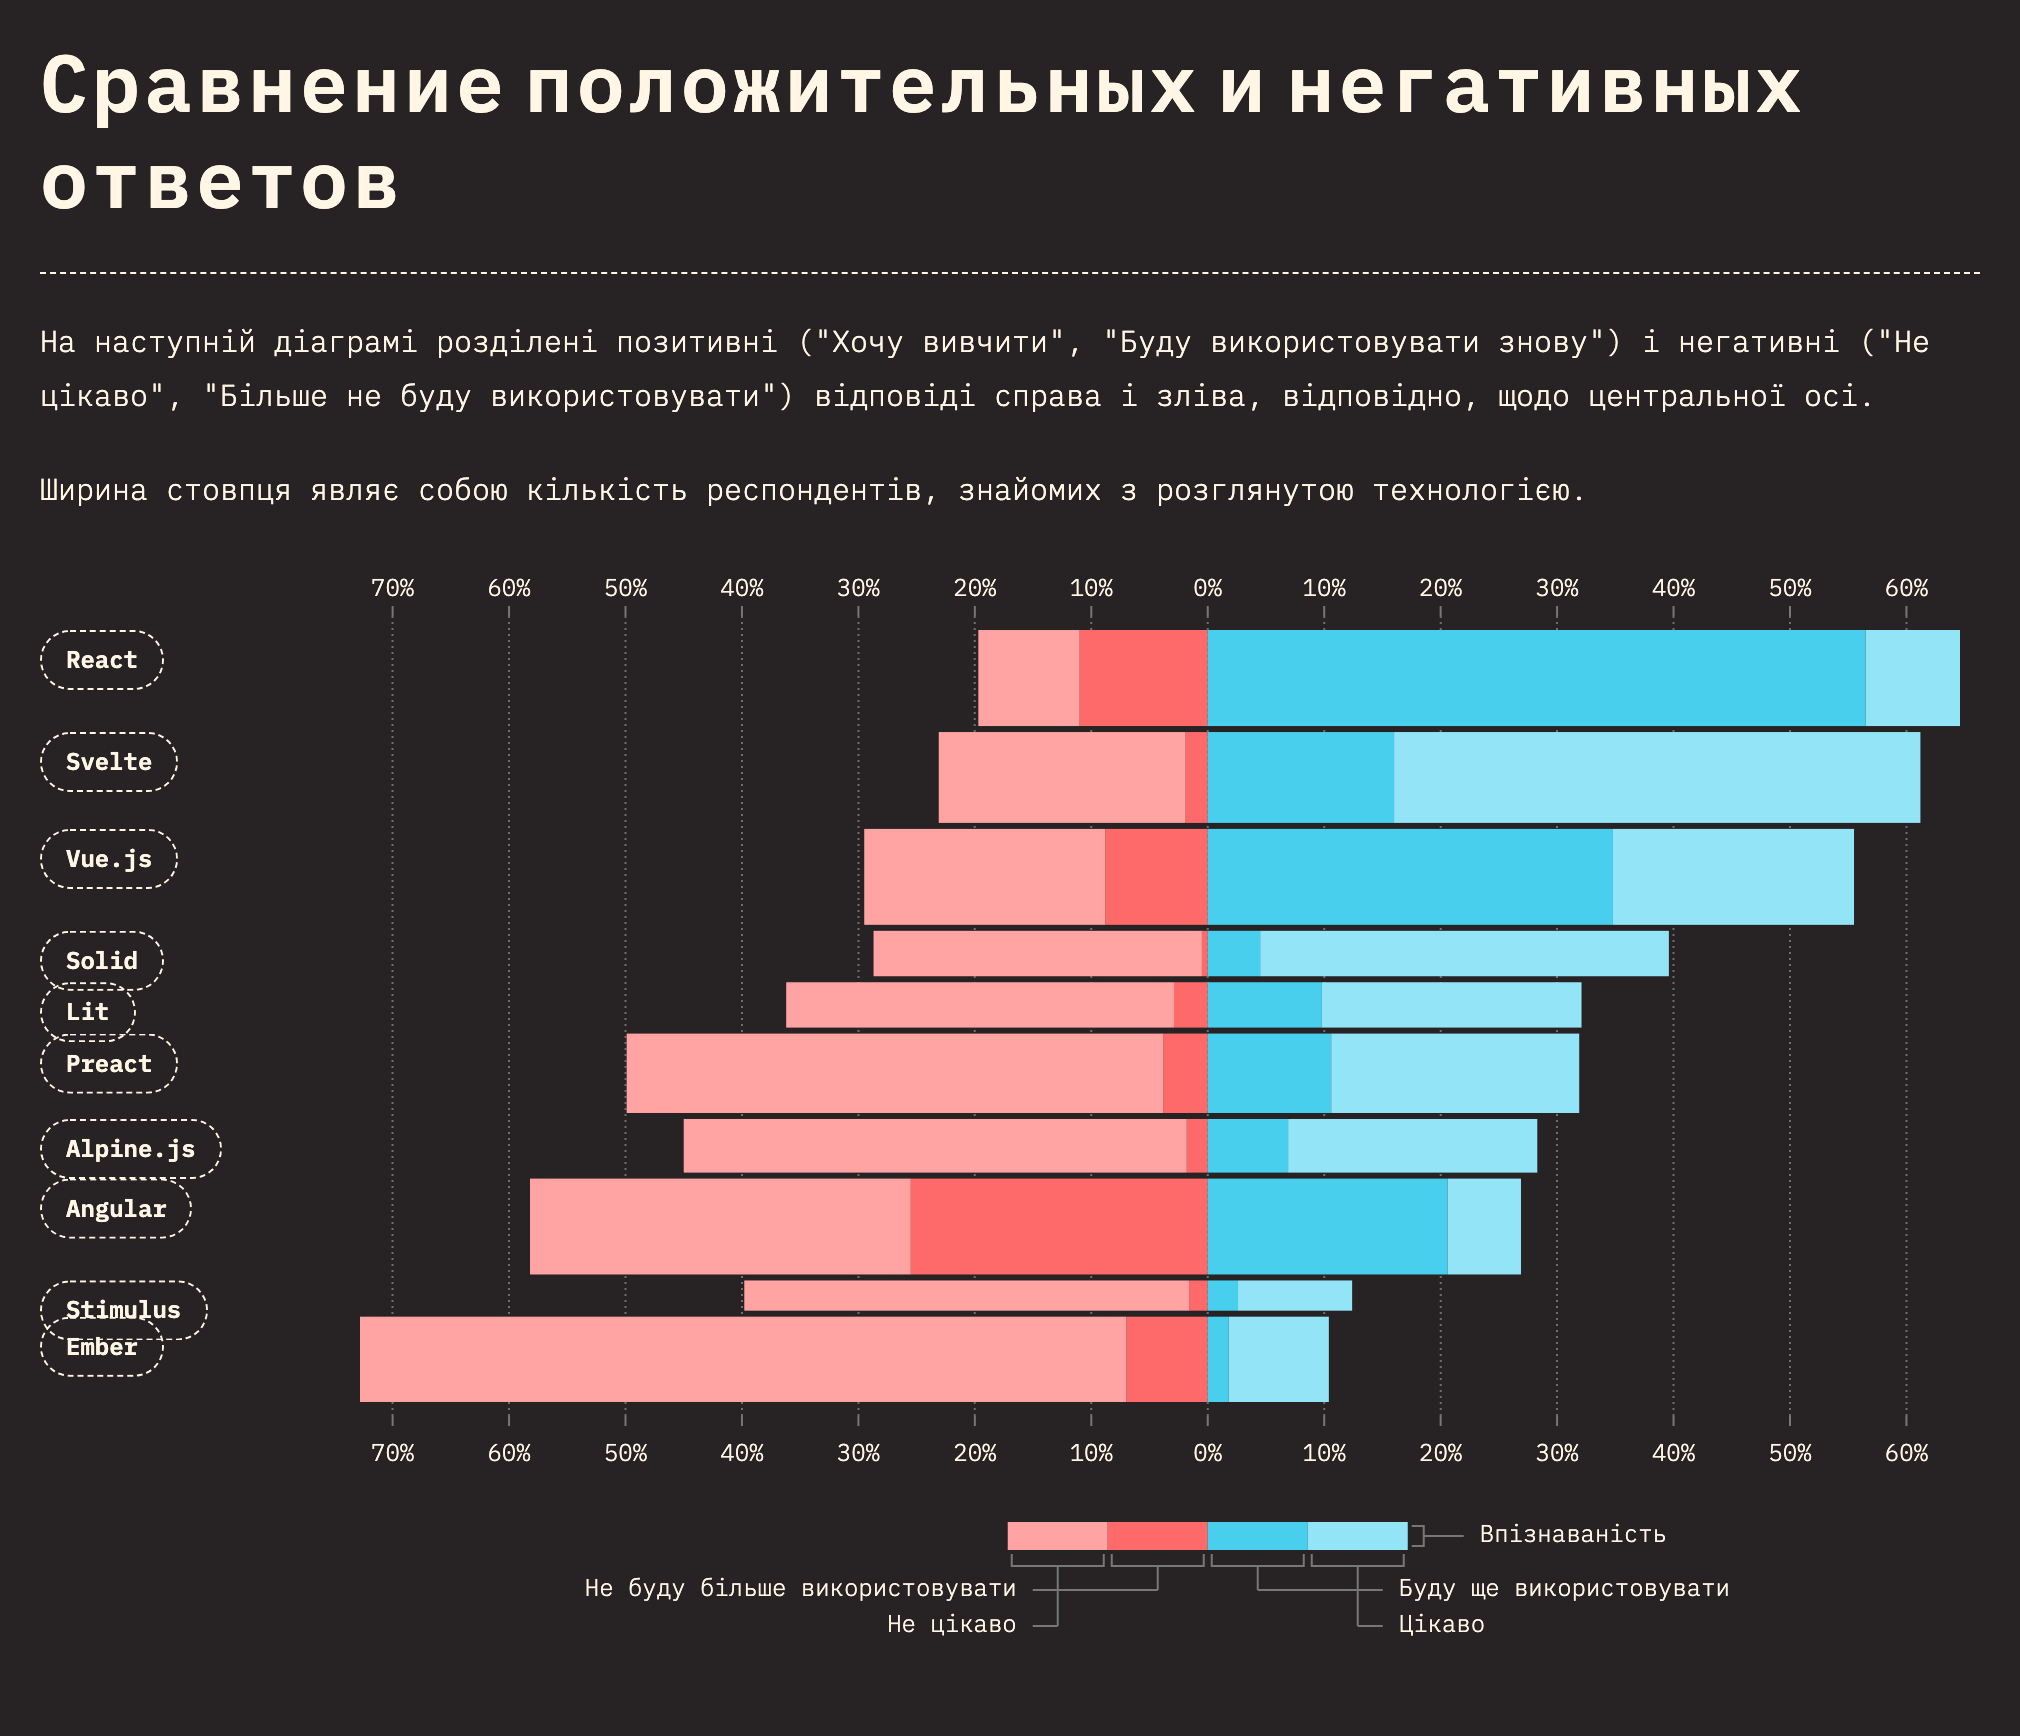 Сравнение положительных и негативных
ответов
На наступній діаграмі розділені позитивні ("Хочу вивчити", "Буду використовувати знову") і негативні ("Не
цікаво", "Більше не буду використовувати") відповіді справа і зліва, відповідно, щодо центральної осі.
Ширина стовпця являє собою кількість респондентів, знайомих з розглянутою технологією.
70% 60% 50% 40% 30% 20% 10% 0% 10% 20% 30% 40% 50% 60%
React
Svelte
Vue.js
Solid
Lit
Preact
Alpine.js
Angular
Stimulus
Ember
70% 60% 50% 40% 30% 20% 10% 0% 10% 20% 30% 40% 50% 60%
Впізнаваність
Не буду більше використовувати Буду ще використовувати
Не цікаво Цікаво